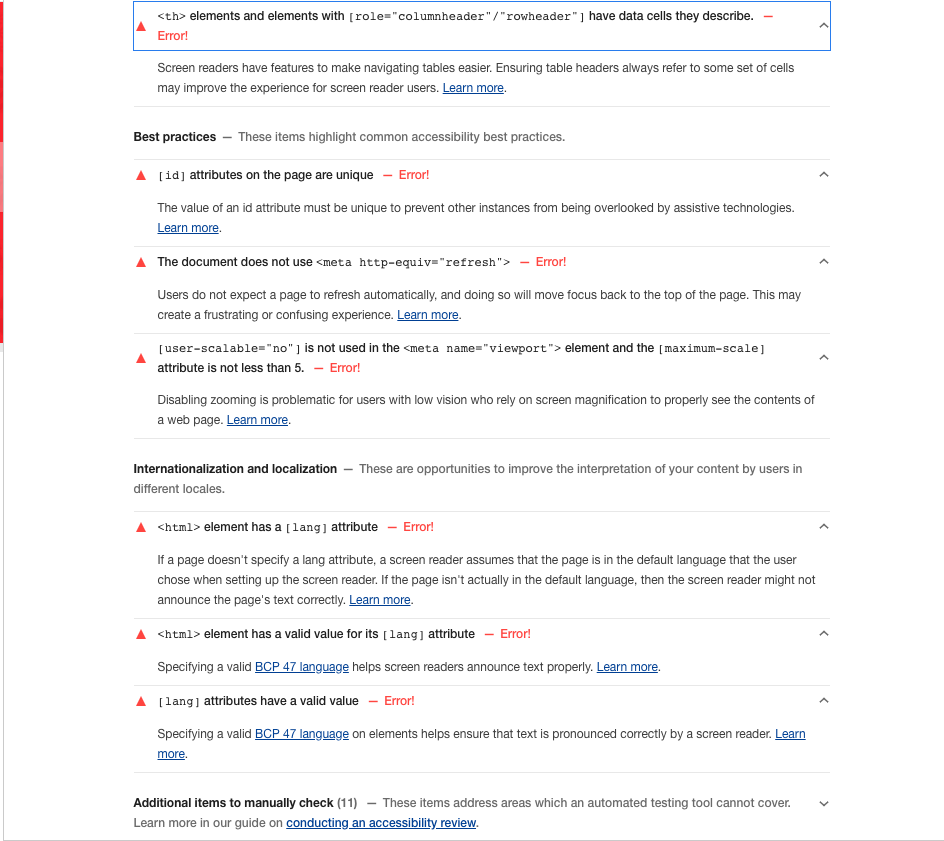 <th> elements and elements with [role="columnheader"/"rowheader"] have data cells they describe. —
Error!
Screen readers have features to make navigating tables easier. Ensuring table headers always refer to some set of cells
may improve the experience for screen reader users. Learn more.
Best practices — These items highlight common accessibility best practices.
[id] attributes on the page are unique — Error!
The value of an id attribute must be unique to prevent other instances from being overlooked by assistive technologies.
Learn more.
The document does not use <meta http-equiv="refresh"> — Error!
Users do not expect a page to refresh automatically, and doing so will move focus back to the top of the page. This may
create a frustrating or confusing experience. Learn more.
[user-scalable="no"] is not used in the <meta name="viewport"> element and the [maximum-scale]
attribute is not less than 5. — Error!
Disabling zooming is problematic for users with low vision who rely on screen magnification to properly see the contents of
a web page. Learn more.
Internationalization and localization — These are opportunities to improve the interpretation of your content by users in
different locales.
<html> element has a [lang] attribute — Error!
If a page doesn't specify a lang attribute, a screen reader assumes that the page is in the default language that the user
chose when setting up the screen reader. If the page isn't actually in the default language, then the screen reader might not
announce the page's text correctly. Learn more.
<html> element has a valid value for its [lang] attribute — Error!
Specifying a valid BCP 47 language helps screen readers announce text properly. Learn more.
[lang] attributes have a valid value — Error!
Specifying a valid BCP 47 language on elements helps ensure that text is pronounced correctly by a screen reader. Learn
more.
Additional items to manually check (11) — These items address areas which an automated testing tool cannot cover.
Learn more in our guide on conducting an accessibility review.